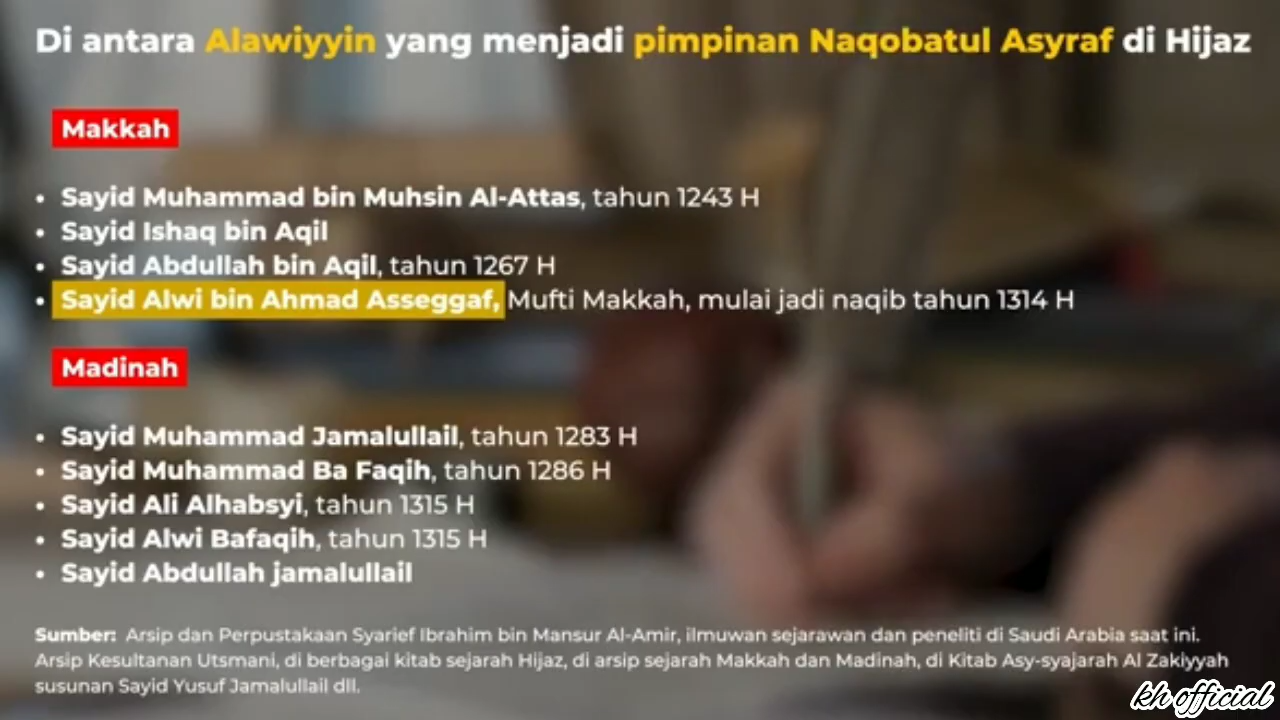 Di antara Alawiyyin yang menjadi pimpinan Naqobatul Asyraf di Hijaz
Makkah
• Sayid Muhammad bin Muhsin Al-Attas, tahun 1243 H
• Sayid Ishaq bin Aqil
• Sayid Abdullah bin Aqil, tahun 1267 H
• Sayid Alwi bin Ahmad Asseggaf, Mufti Makkah, mulai jadi naqib tahun 1314 H
Madinah
• Sayid Muhammad Jamalullail, tahun 1283 H
• Sayid Muhammad Ba Faqih, tahun 1286 H
• Sayid Ali Alhabsyi, tahun 1315 H
• Sayid Alwi Bafaqih, tahun 1315 H
• Sayid Abdullah jamalullail
Sumber: Arsip dan Perpustakaan Syarief Ibrahim bin Mansur Al-Amir, ilmuwan sejarawan dan peneliti di Saudi Arabia saat ini.
Arsip Kesultanan Utsmani, di berbagai kitab sejarah Hijaz, di arsip sejarah Makkah dan Madinah, di Kitab Asy-syajarah Al Zakiyyah
susunan Sayid Yusuf Jamalullail dll.
kh official